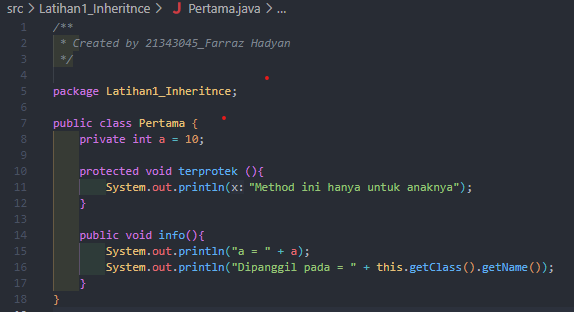 src > Latihan1_Inheritnce > J Pertama.java > ...
1 /**
2  * Created by 21343045_Farraz Hadyan
3  */
4
5 package Latihan1_Inheritnce;
6
7 public class Pertama {
8     private int a = 10;
9
10     protected void terprotek (){
11         System.out.println(x: "Method ini hanya untuk anaknya");
12     }
13
14     public void info(){
15         System.out.println("a = " + a);
16         System.out.println("Dipanggil pada = " + this.getClass().getName());
17     }
18 }